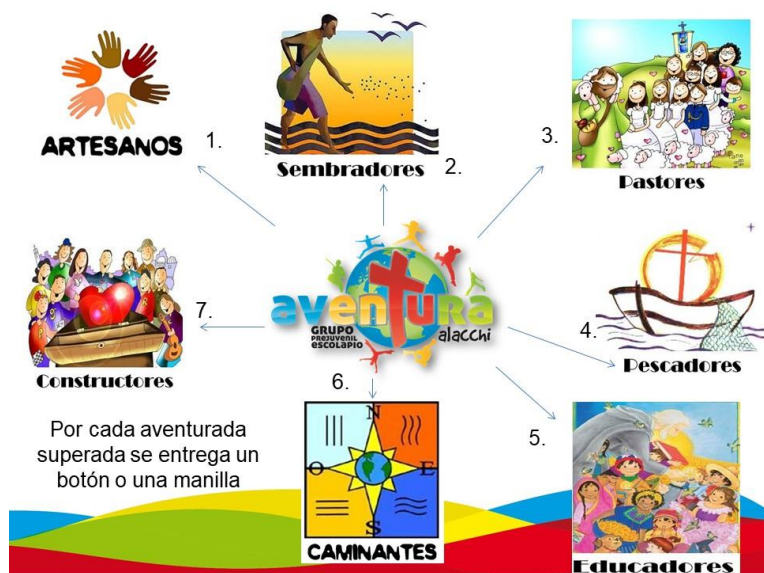 ARTESANOS
1.
Sembradores
2.
3.
Pastores
7.
Constructores
aventura
GRUPO
PREJUVENIL
ESCOLAPIO
alacchi
4.
Pescadores
6.
5.
Por cada aventurada
superada se entrega un
botón o una manilla
N
O
E
S
CAMINANTES
Educadores